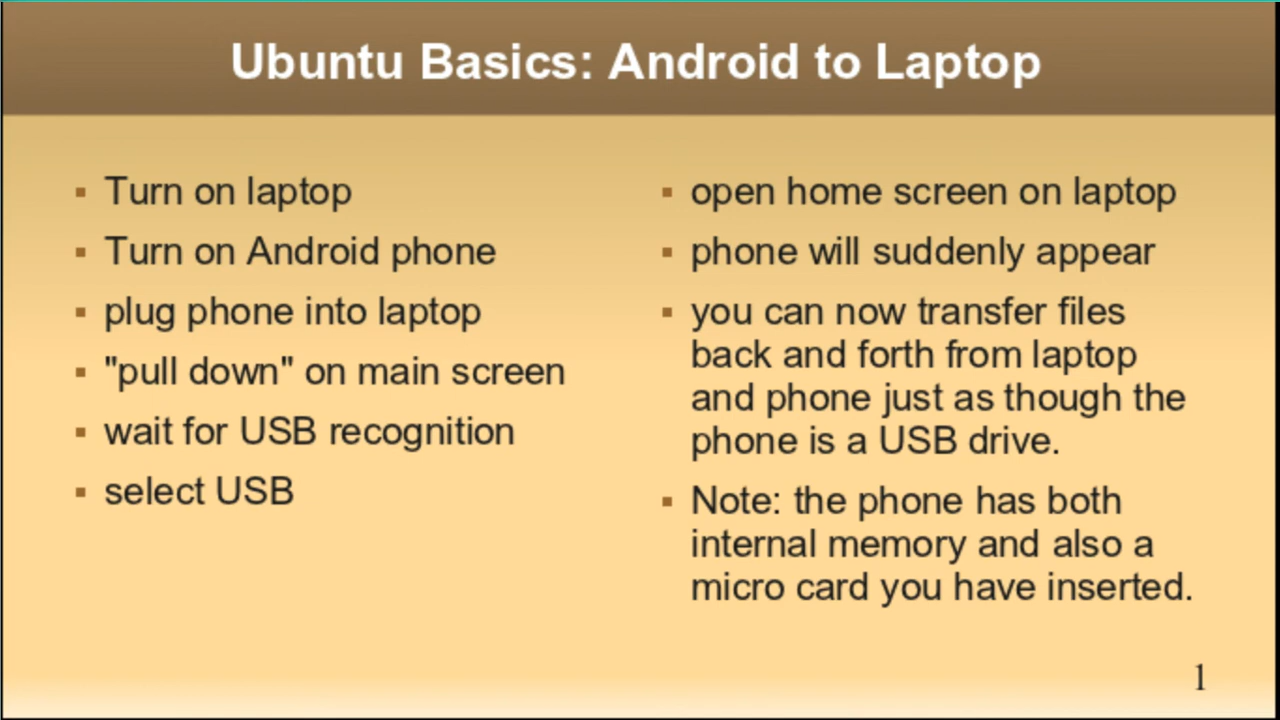 Ubuntu Basics: Android to Laptop
▪ Turn on laptop
▪ Turn on Android phone
▪ plug phone into laptop
▪ "pull down" on main screen
▪ wait for USB recognition
▪ select USB
▪ open home screen on laptop
▪ phone will suddenly appear
▪ you can now transfer files
back and forth from laptop
and phone just as though the
phone is a USB drive.
▪ Note: the phone has both
internal memory and also a
micro card you have inserted.
1